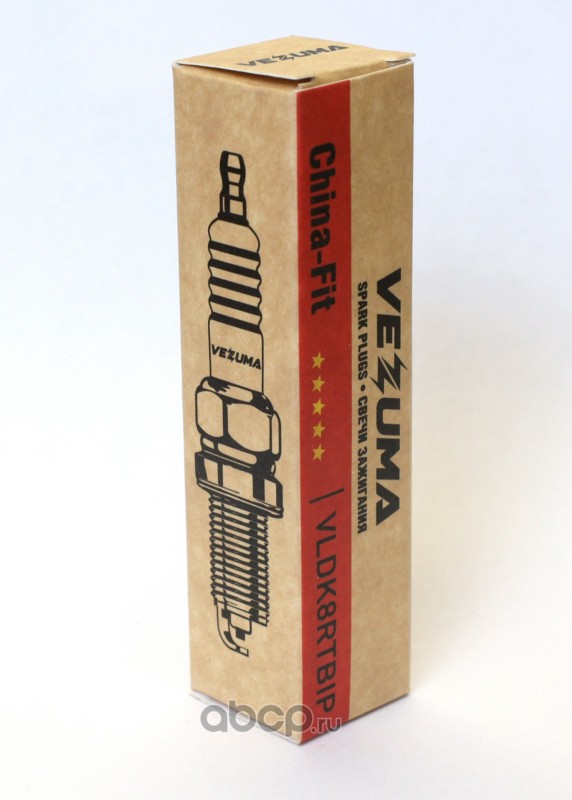 VEZUMA
VEZUMA
China-Fit
| VLDK8RTBIP
VEZUMA
SPARK PLUGS • СВЕЧИ ЗАЖИГАНИЯ
abcp.ru